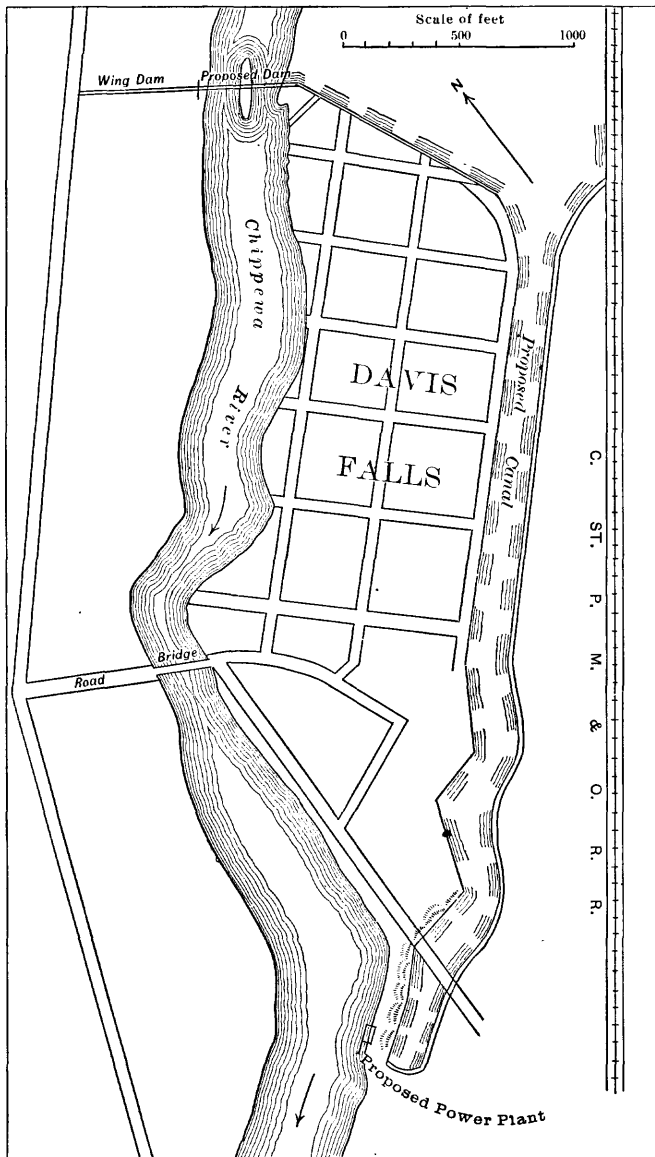 Scale of feet
0 500 1000
Wing Dam Proposed Dam
N
Chippewa
River
DAVIS
FALLS
Proposed
Canal
C. ST. P. M. & O. R. R.
Bridge
Road
Proposed Power Plant